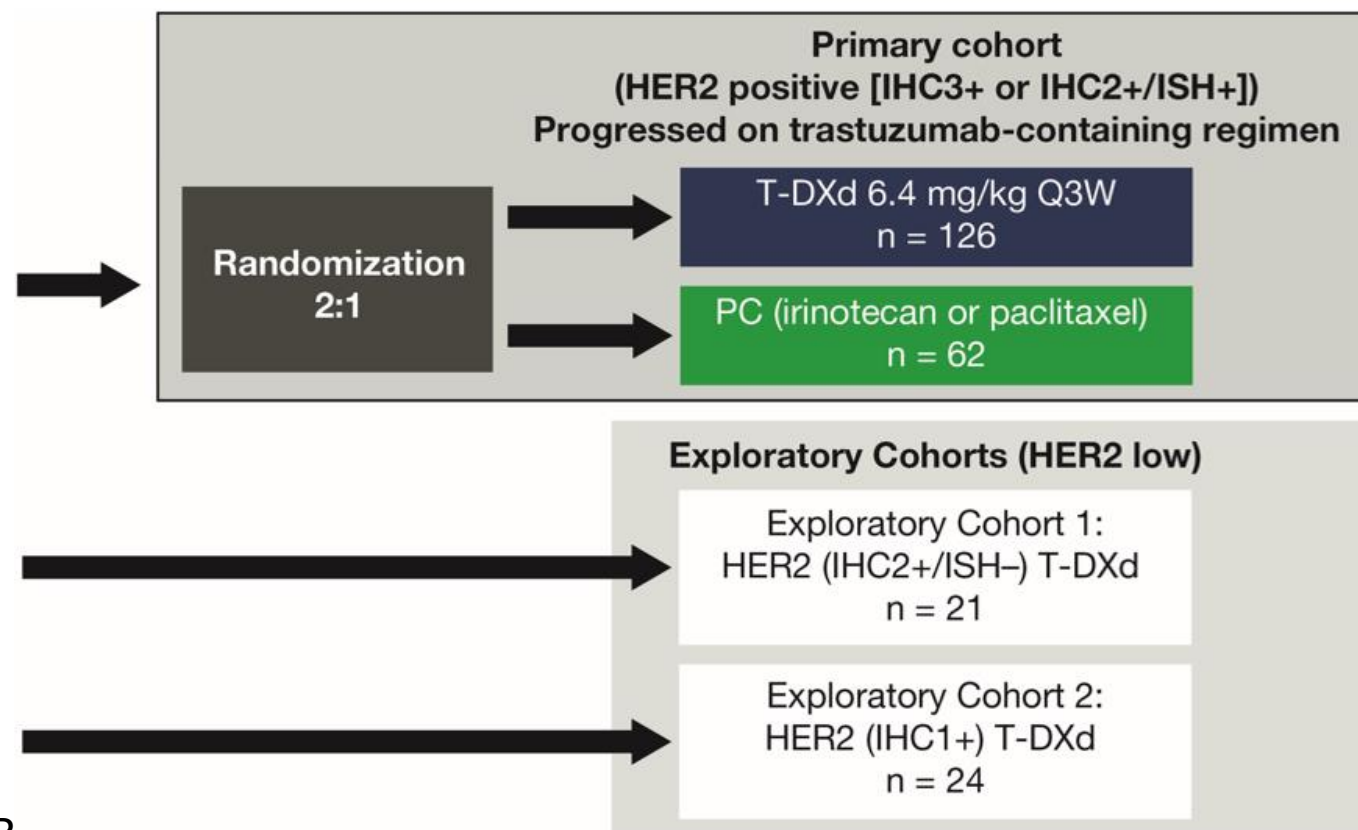 Primary cohort
(HER2 positive [IHC3+ or IHC2+/ISH+])
Progressed on trastuzumab-containing regimen
Randomization
2:1
T-DXd 6.4 mg/kg Q3W
n = 126
PC (irinotecan or paclitaxel)
n = 62
Exploratory Cohorts (HER2 low)
Exploratory Cohort 1:
HER2 (IHC2+/ISH–) T-DXd
n = 21
Exploratory Cohort 2:
HER2 (IHC1+) T-DXd
n = 24